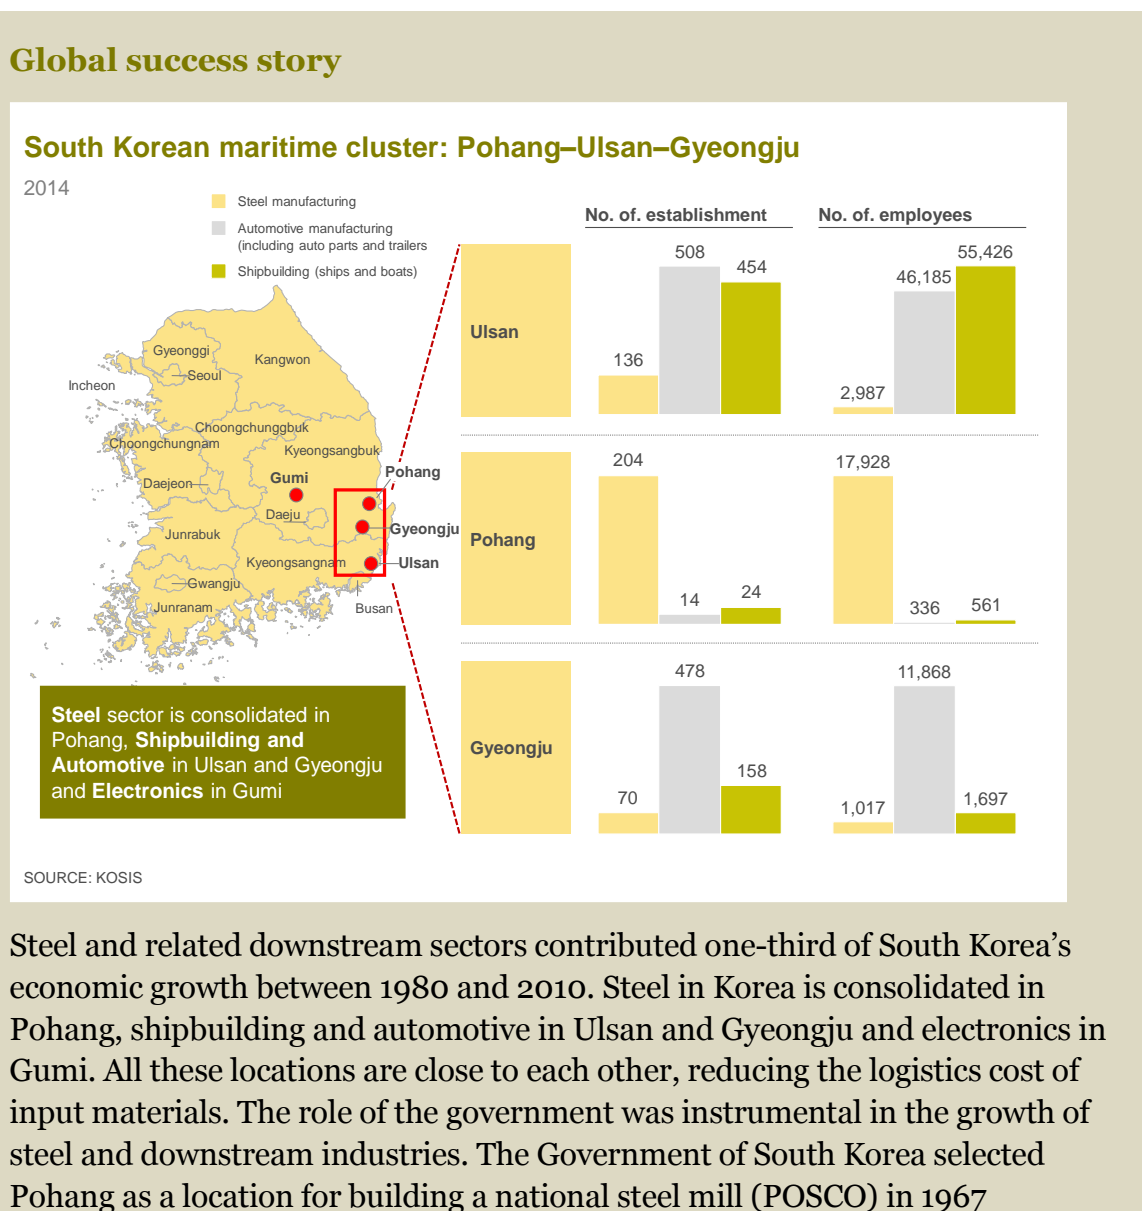 Global success story
South Korean maritime cluster: Pohang–Ulsan–Gyeongju
2014
Steel manufacturing
Automotive manufacturing
(including auto parts and trailers
Shipbuilding (ships and boats)
No. of. establishment
No. of. employees
Gyeonggi
Seoul
Incheon
Kangwon
Choongchunggbuk
Choongchungnam
Kyeongsangbuk
Daejeon
Gumi
Pohang
Daeju
Gyeongju
Junrabuk
Kyeongsangnam
Ulsan
Gwangju
Junranam
Busan
Ulsan
136
508
454
2,987
46,185
55,426
Pohang
204
14
24
17,928
336
561
Gyeongju
70
478
158
1,017
11,868
1,697
Steel sector is consolidated in
Pohang, Shipbuilding and
Automotive in Ulsan and Gyeongju
and Electronics in Gumi
SOURCE: KOSIS
Steel and related downstream sectors contributed one-third of South Korea’s
economic growth between 1980 and 2010. Steel in Korea is consolidated in
Pohang, shipbuilding and automotive in Ulsan and Gyeongju and electronics in
Gumi. All these locations are close to each other, reducing the logistics cost of
input materials. The role of the government was instrumental in the growth of
steel and downstream industries. The Government of South Korea selected
Pohang as a location for building a national steel mill (POSCO) in 1967